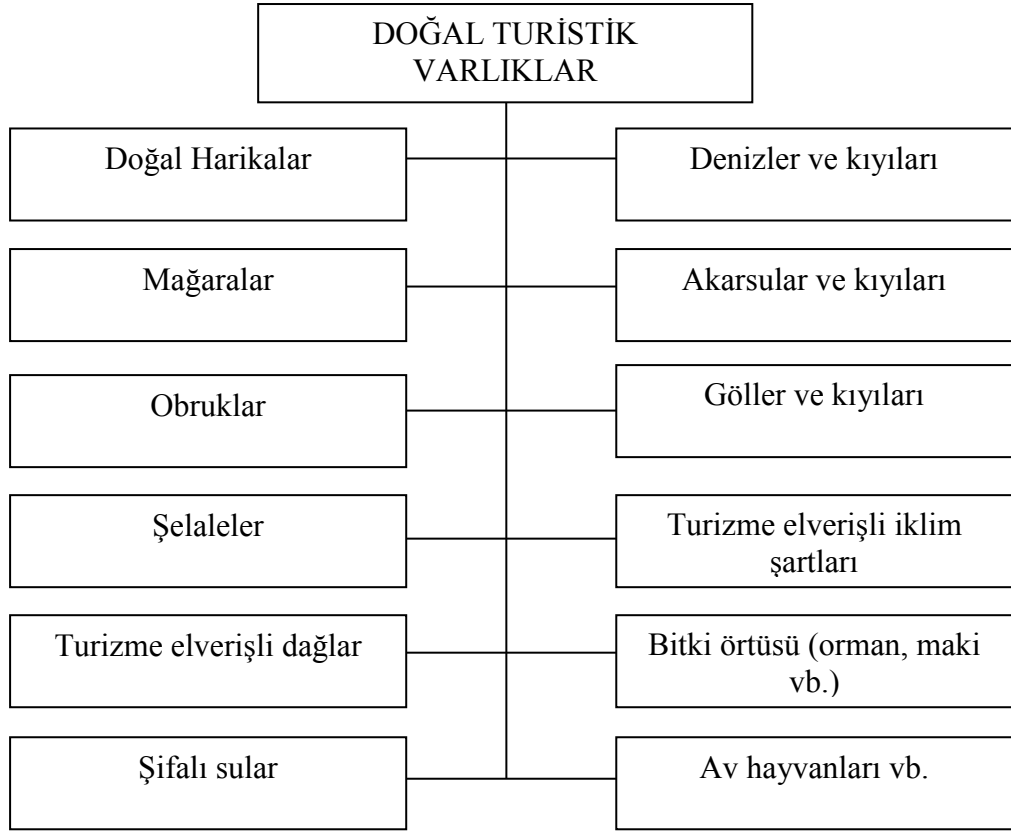 DOĞAL TURİSTİK
VARLIKLAR
Doğal Harikalar
Denizler ve kıyıları
Mağaralar
Akarsular ve kıyıları
Obruklar
Göller ve kıyıları
Şelaleler
Turizme elverişli iklim
şartları
Turizme elverişli dağlar
Bitki örtüsü (orman, maki
vb.)
Şifalı sular
Av hayvanları vb.